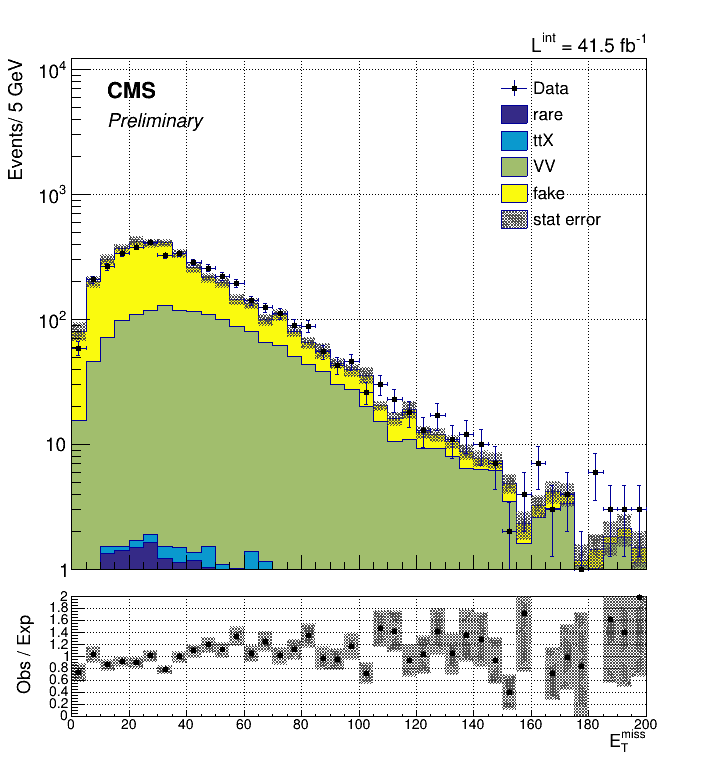 L^int = 41.5 fb^-1
Events/ 5 GeV
10^4
10^3
10^2
10
1
CMS
Preliminary
Data
rare
ttX
VV
fake
stat error
Obs / Exp
2
1.8
1.6
1.4
1.2
1
0.8
0.6
0.4
0.2
0
0 20 40 60 80 100 120 140 160 180 200
E_T^miss